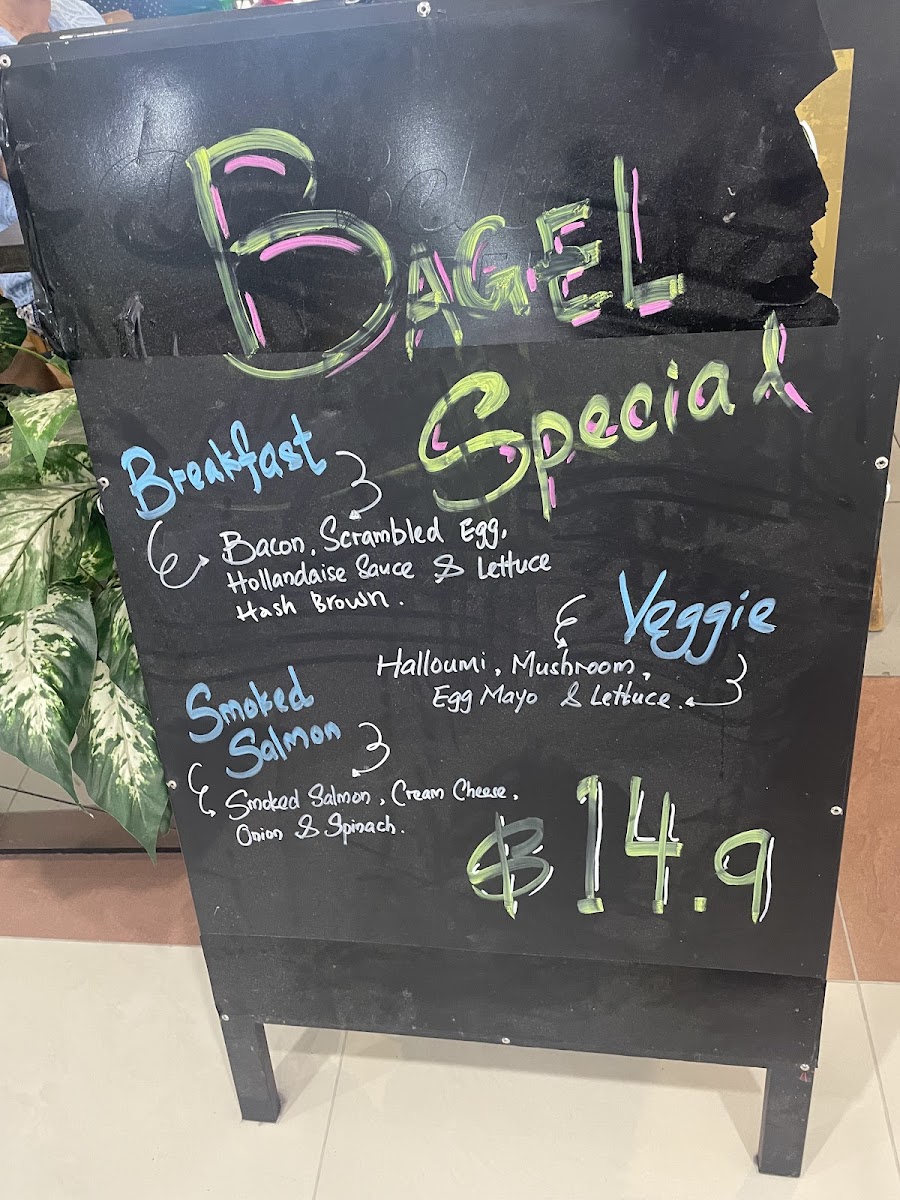 BAGEL
Special
Breakfast
Bacon, Scrambled Egg,
Hollandaise Sauce & Lettuce
Hash Brown.
Veggie
Halloumi, Mushroom,
Egg Mayo & Lettuce.
Smoked
Salmon
Smoked Salmon, Cream Cheese,
Onion & Spinach.
$14.9